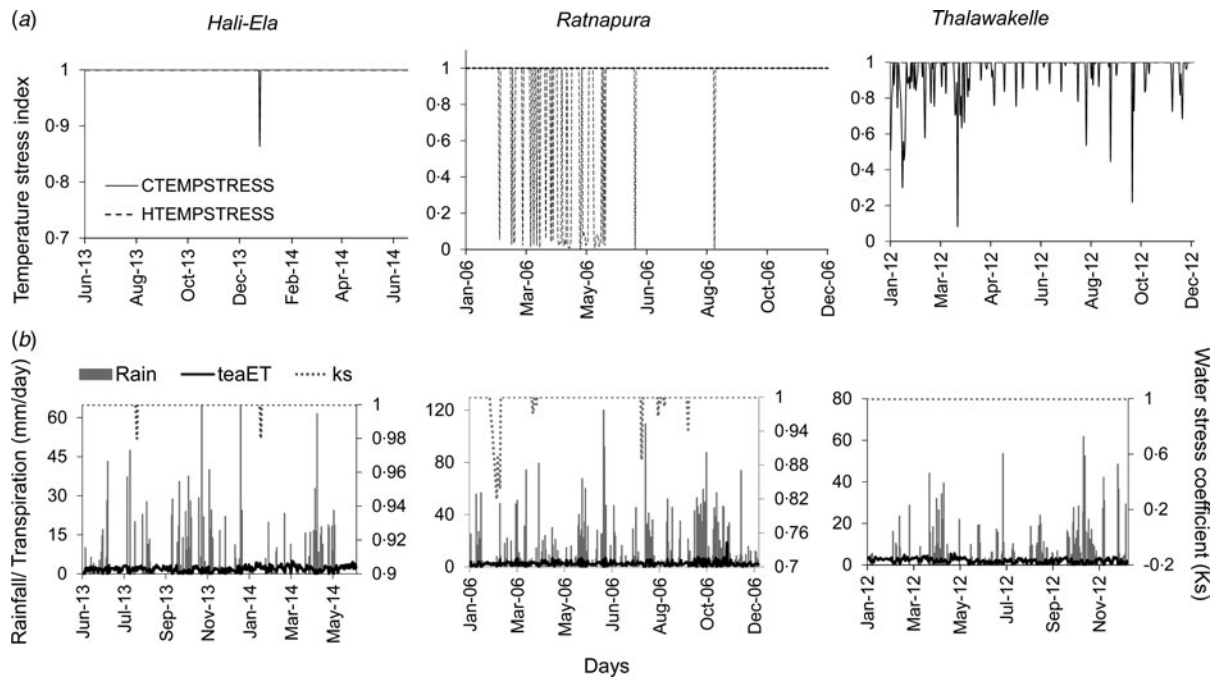 (a)
Hali-Ela
Ratnapura
Thalawakelle
Temperature stress index
1
0·9
0·8
0·7
CTEMPSTRESS
HTEMPSTRESS
Jun-13
Aug-13
Oct-13
Dec-13
Feb-14
Apr-14
Jun-14
1
0·8
0·6
0·4
0·2
0
Jan-06
Mar-06
May-06
Jun-06
Aug-06
Oct-06
Dec-06
1
0·8
0·6
0·4
0·2
0
Jan-12
Mar-12
Apr-12
Jun-12
Aug-12
Oct-12
Dec-12
(b)
Rainfall/ Transpiration (mm/day)
Rain
teaET
ks
60
45
30
15
0
1
0·98
0·96
0·94
0·92
0·9
Jun-13
Jul-13
Sep-13
Nov-13
Jan-14
Mar-14
May-14
120
80
40
0
1
0·94
0·88
0·82
0·76
0·7
Jan-06
Mar-06
May-06
Jun-06
Aug-06
Oct-06
Dec-06
80
60
40
20
0
1
0·6
0·2
-0·2
Jan-12
Mar-12
May-12
Jul-12
Sep-12
Nov-12
Water stress coefficient (Ks)
Days